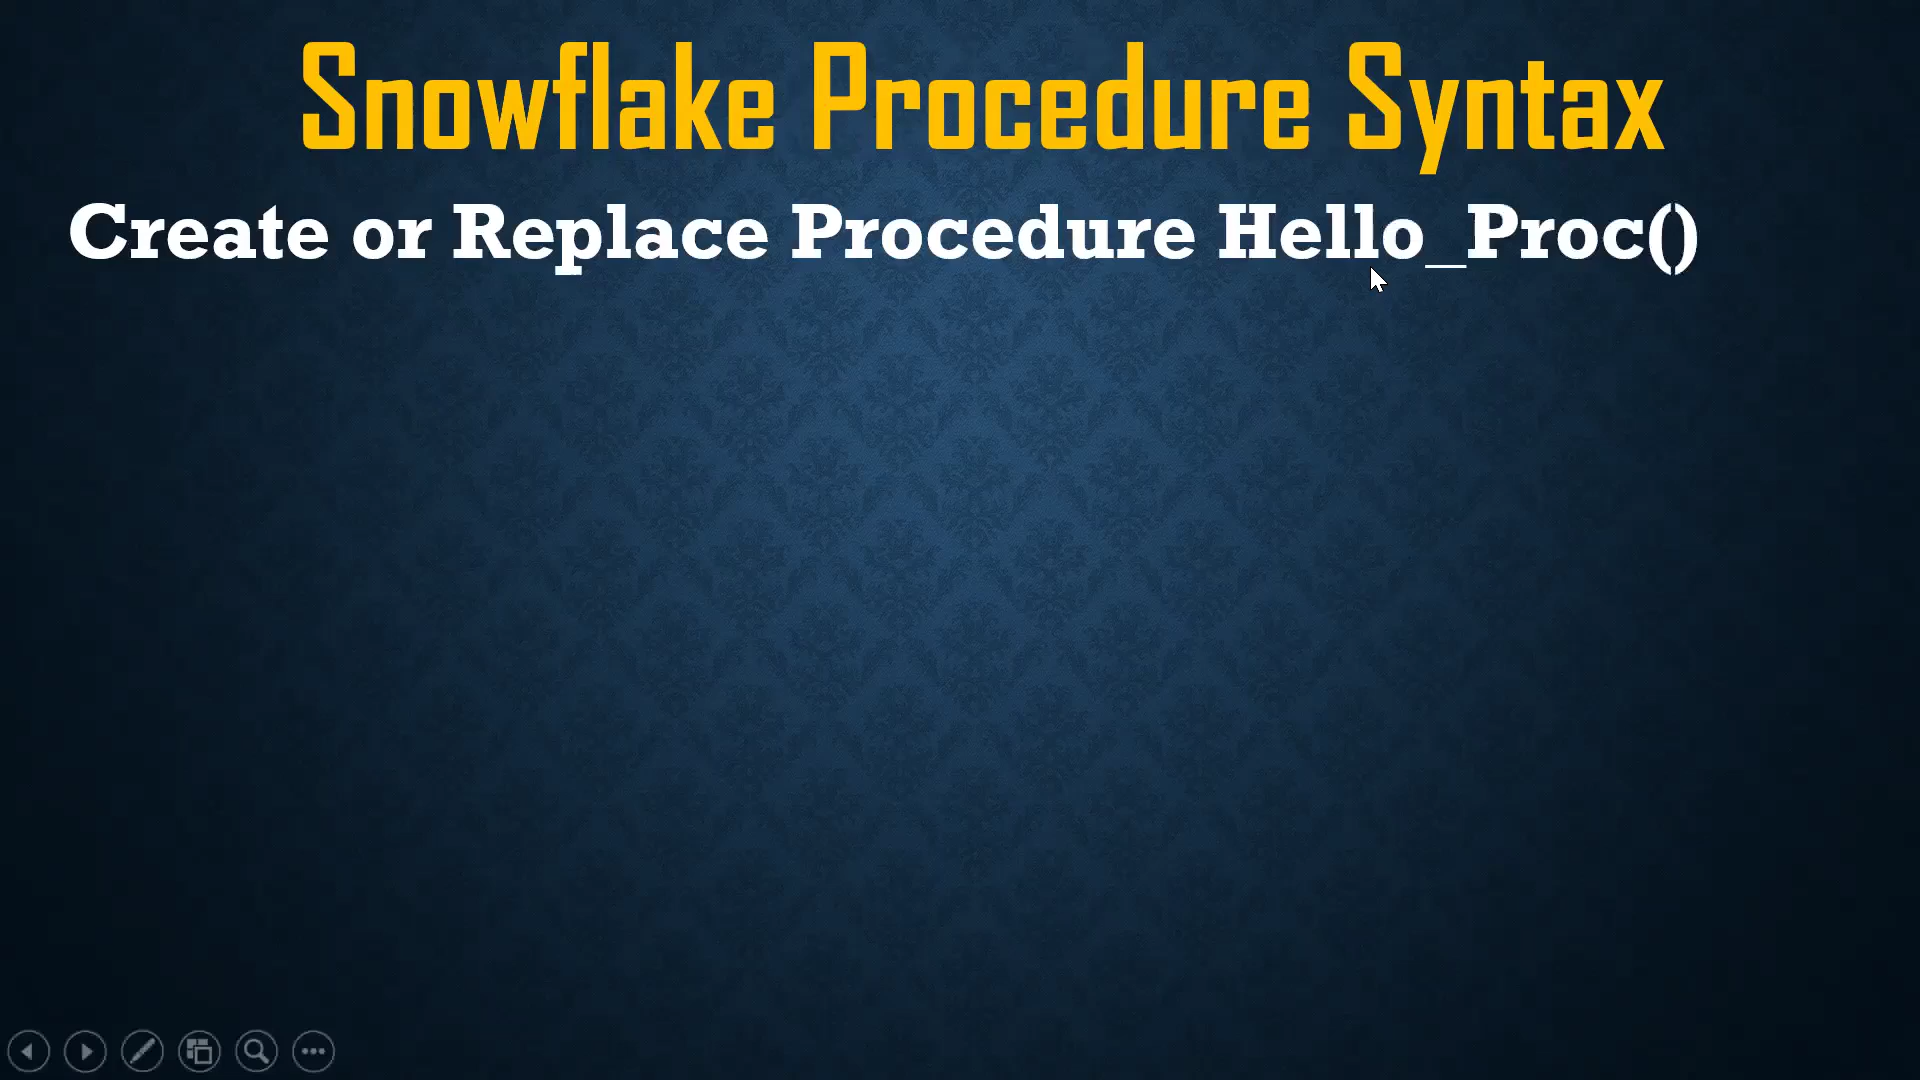 Snowflake Procedure Syntax
Create or Replace Procedure Hello_Proc()